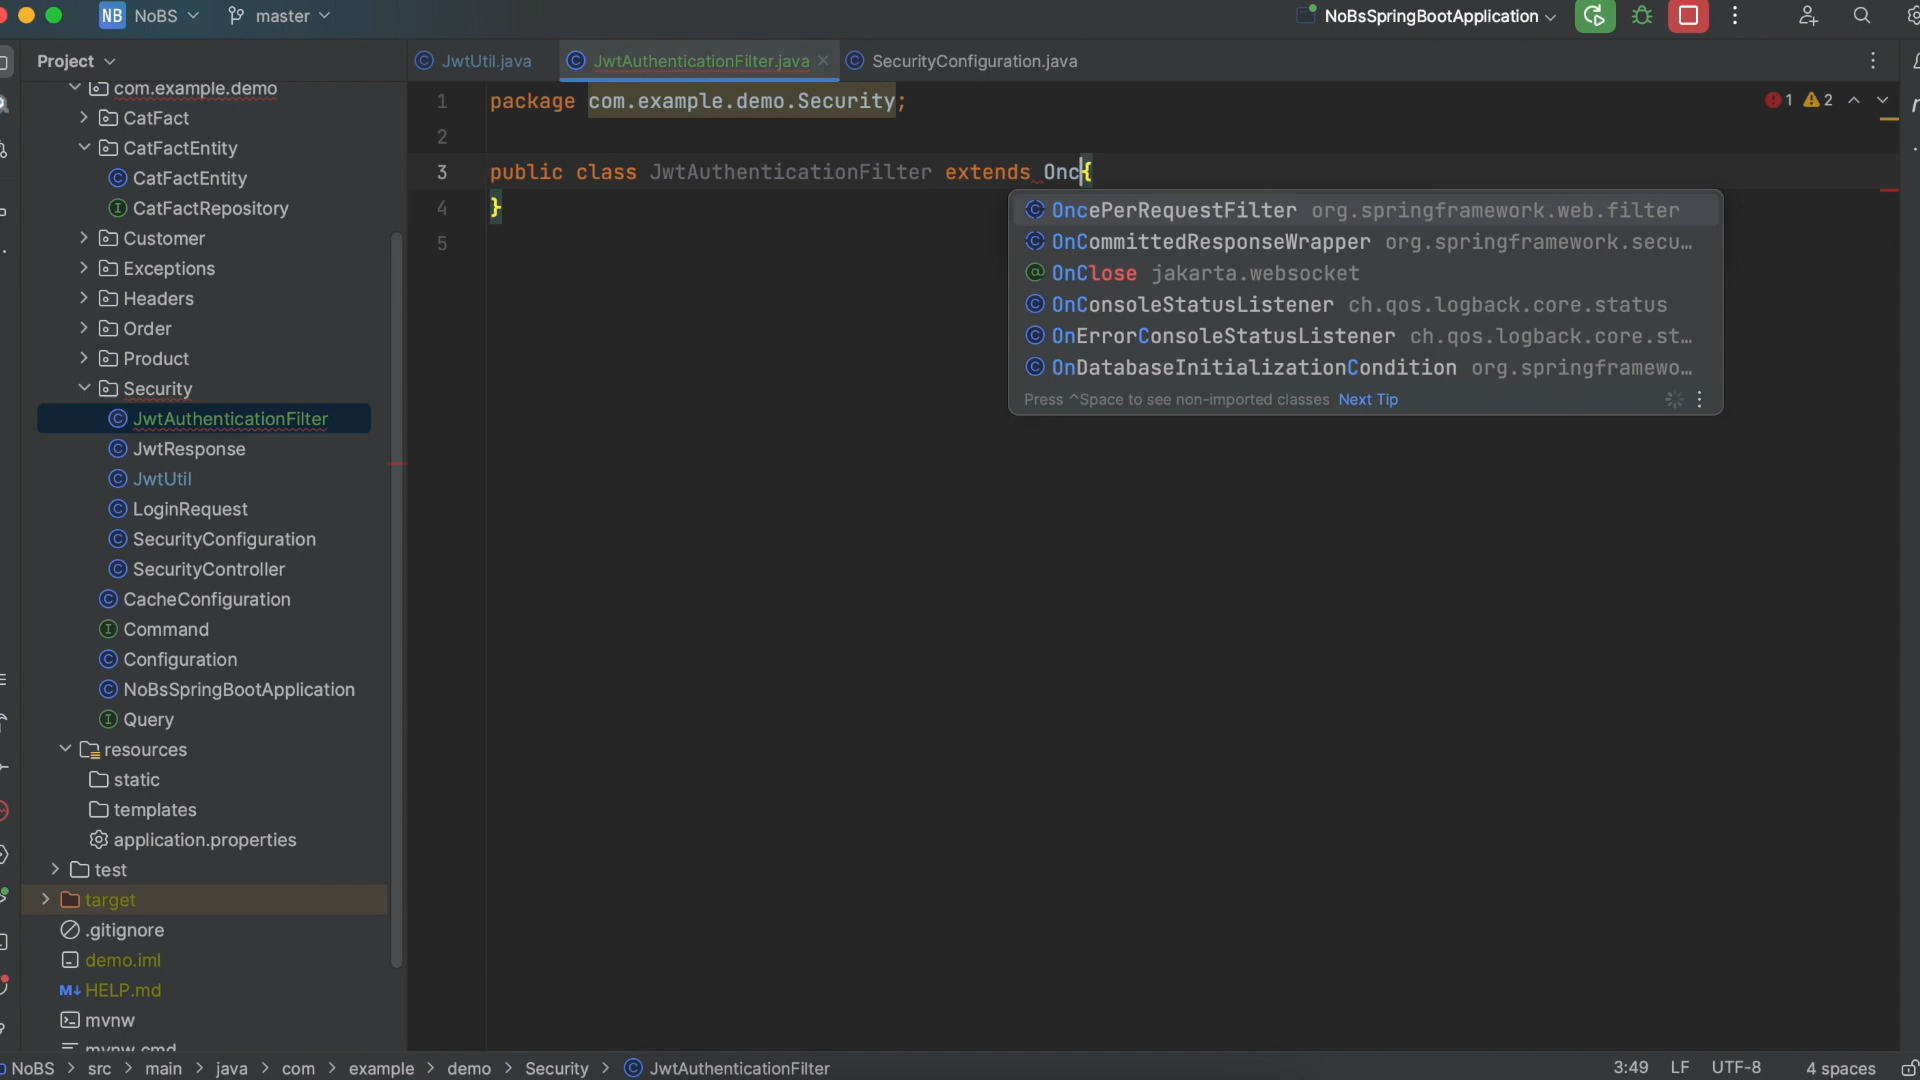 NB NoBS master NoBsSpringBootApplication
Project JwtUtil.java JwtAuthenticationFilter.java SecurityConfiguration.java
com.example.demo
CatFact
CatFactEntity
CatFactEntity
CatFactRepository
Customer
Exceptions
Headers
Order
Product
Security
JwtAuthenticationFilter
JwtResponse
JwtUtil
LoginRequest
SecurityConfiguration
SecurityController
CacheConfiguration
Command
Configuration
NoBsSpringBootApplication
Query
resources
static
templates
application.properties
test
target
.gitignore
demo.iml
M↓ HELP.md
mvnw
mvnw.cmd
1 package com.example.demo.Security;
2
3 public class JwtAuthenticationFilter extends Onc{
4 }
5
1 2
OncePerRequestFilter org.springframework.web.filter
OnCommittedResponseWrapper org.springframework.secu…
OnClose jakarta.websocket
OnConsoleStatusListener ch.qos.logback.core.status
OnErrorConsoleStatusListener ch.qos.logback.core.st…
OnDatabaseInitializationCondition org.springframewo…
Press ^Space to see non-imported classes Next Tip
NoBS > src > main > java > com > example > demo > Security > JwtAuthenticationFilter 3:49 LF UTF-8 4 spaces